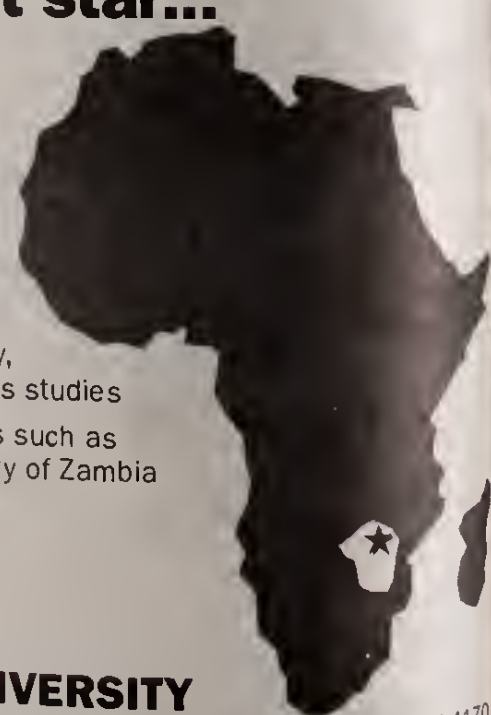 t star...
y,
s studies
s such as
y of Zambia
IVERSITY